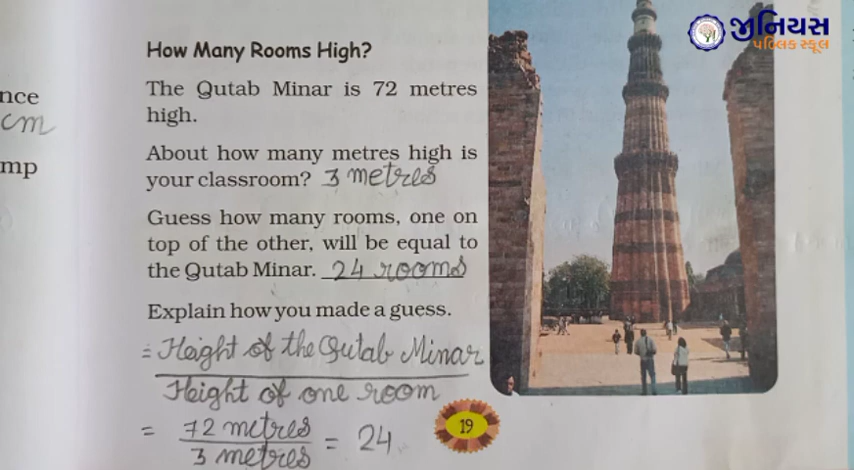 જીનિયસ
પબ્લિક સ્કૂલ
nce
cm
mp
How Many Rooms High?
The Qutab Minar is 72 metres
high.
About how many metres high is
your classroom? 3 metres
Guess how many rooms, one on
top of the other, will be equal to
the Qutab Minar. 24 rooms
Explain how you made a guess.
= Height of the Qutab Minar
Height of one room
= 72 metres
3 metres = 24
19